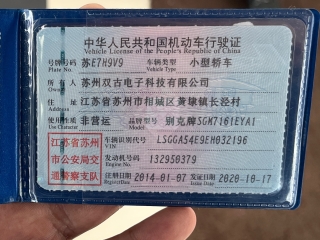 中华人民共和国机动车行驶证
Vehicle License of the People's Republic of China
号牌号码 苏E7H9V9 车辆类型 小型轿车
Plate No. Vehicle Type
所有人 苏州双古电子科技有限公司
Owner
住址 江苏省苏州市相城区黄埭镇长泾村
Address
使用性质 非营运 品牌型号 别克牌SGM7161EYA1
Use Character Model
江苏省苏州市公安局交通警察支队
车辆识别代号 LSGGA54E9EH032196
VIN
发动机号码 132950379
Engine No.
注册日期 2014-01-07 发证日期 2020-10-17
Register Date Issue Date